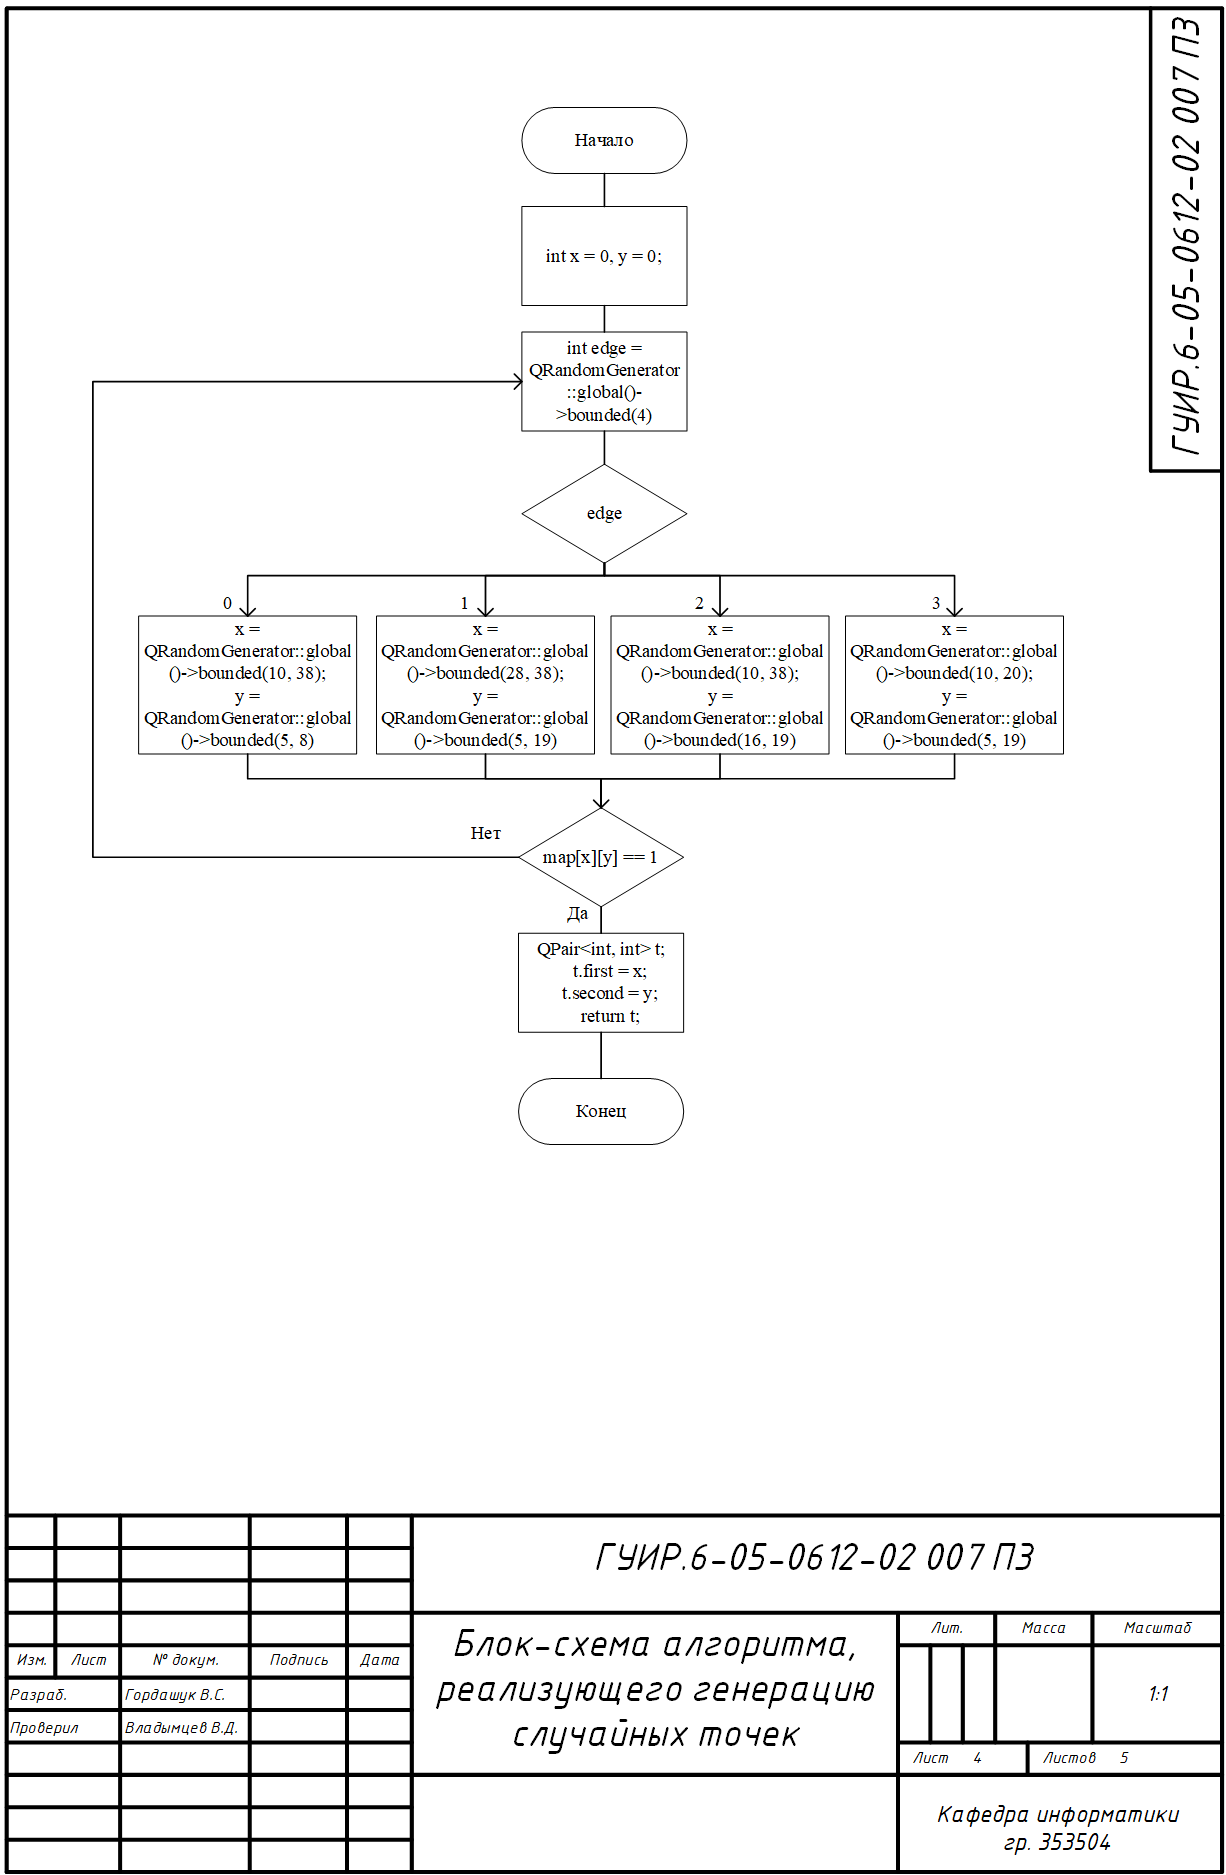 ГУИР.6-05-0612-02 007 ПЗ
Начало
int x = 0, y = 0;
int edge =
QRandomGenerator
::global()-
>bounded(4)
edge
0
1
2
3
x =
QRandomGenerator::global
()->bounded(10, 38);
y =
QRandomGenerator::global
()->bounded(5, 8)
x =
QRandomGenerator::global
()->bounded(28, 38);
y =
QRandomGenerator::global
()->bounded(5, 19)
x =
QRandomGenerator::global
()->bounded(10, 38);
y =
QRandomGenerator::global
()->bounded(16, 19)
x =
QRandomGenerator::global
()->bounded(10, 20);
y =
QRandomGenerator::global
()->bounded(5, 19)
Нет
map[x][y] == 1
Да
QPair<int, int> t;
t.first = x;
t.second = y;
return t;
Конец
ГУИР.6-05-0612-02 007 ПЗ
Блок-схема алгоритма,
реализующего генерацию
случайных точек
Лит. Масса Масштаб
1:1
Изм. Лист № докум. Подпись Дата
Разраб. Гордащук В.С.
Проверил Владымцев В.Д.
Лист 4 Листов 5
Кафедра информатики
гр. 353504